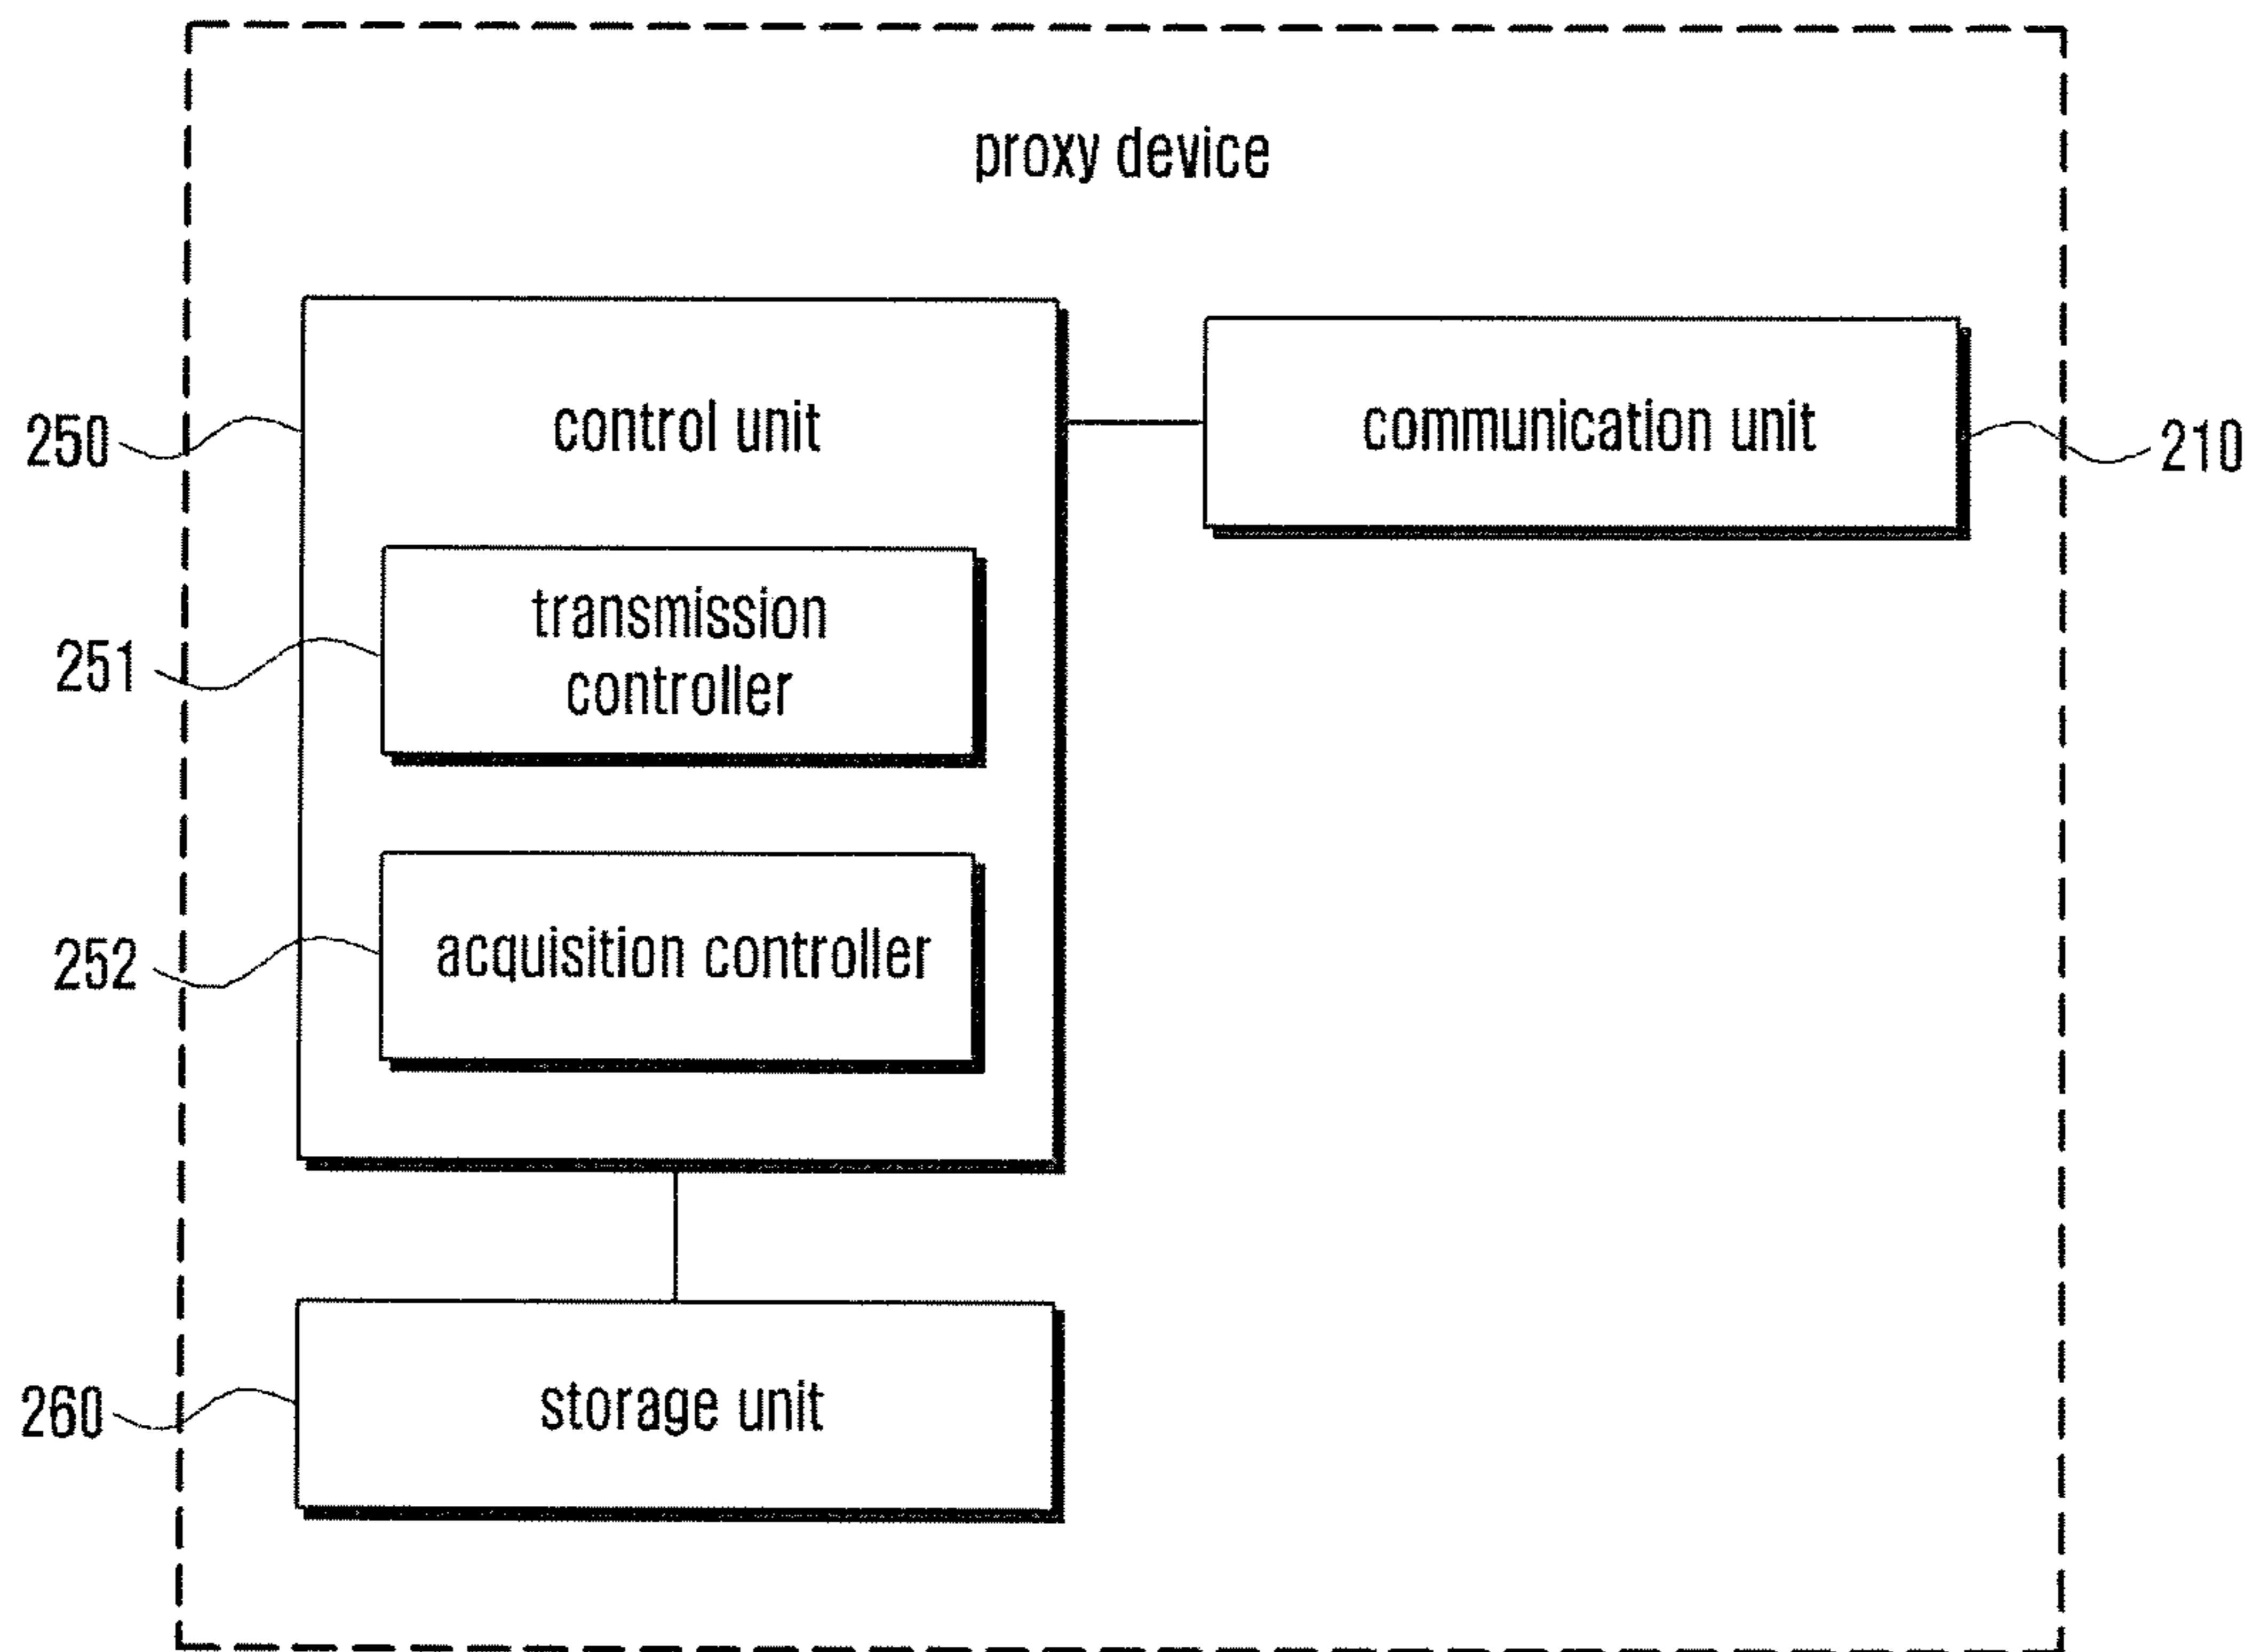 proxy device
250
control unit
communication unit
210
251
transmission
controller
252
acquisition controller
260
storage unit